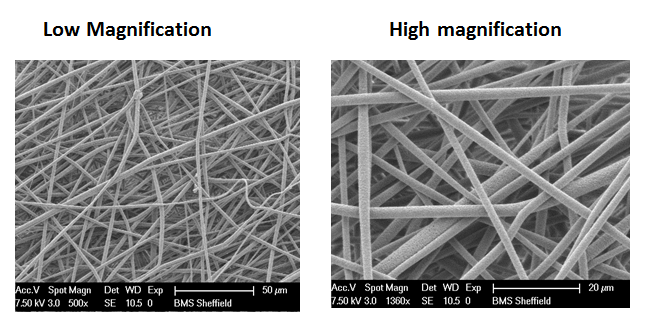 Low Magnification
High magnification
Acc.V Spot Magn Det WD Exp 50 µm
7.50 kV 3.0 500x SE 10.5 0 BMS Sheffield
Acc.V Spot Magn Det WD Exp 20 µm
7.50 kV 3.0 1360x SE 10.5 0 BMS Sheffield